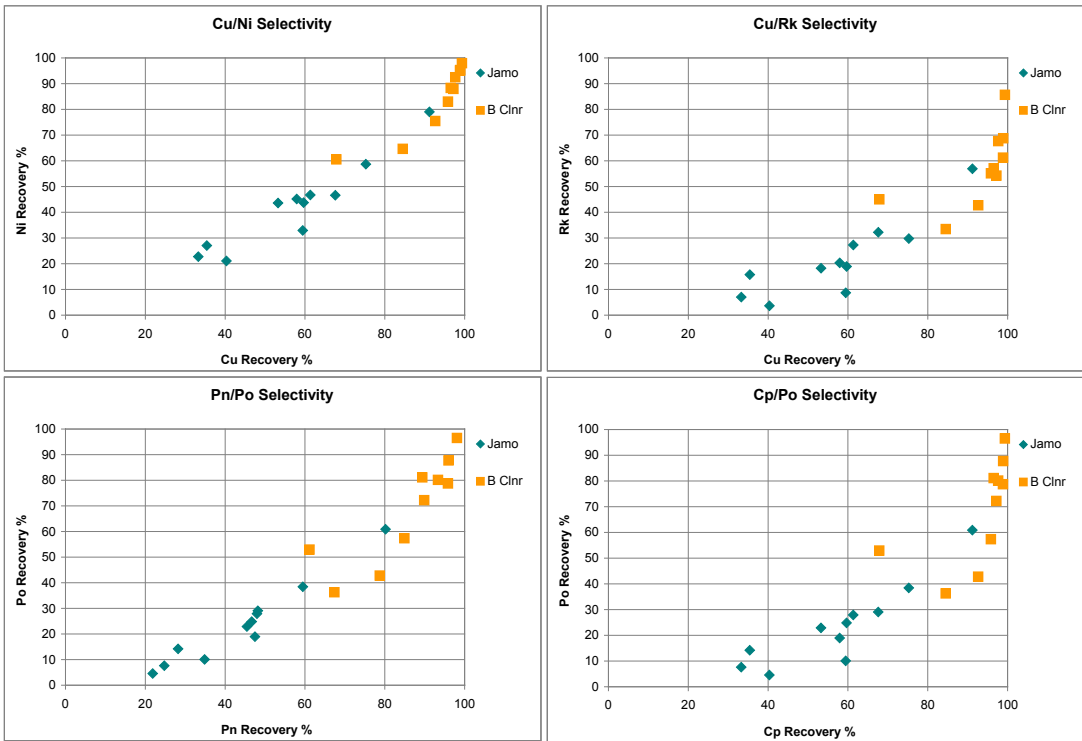 Cu/Ni Selectivity
100
90
80
70
60
50
40
30
20
10
0
0 20 40 60 80 100
Ni Recovery %
Cu Recovery %
Jamo
B Clnr
Cu/Rk Selectivity
100
90
80
70
60
50
40
30
20
10
0
0 20 40 60 80 100
Rk Recovery %
Cu Recovery %
Jamo
B Clnr
Pn/Po Selectivity
100
90
80
70
60
50
40
30
20
10
0
0 20 40 60 80 100
Po Recovery %
Pn Recovery %
Jamo
B Clnr
Cp/Po Selectivity
100
90
80
70
60
50
40
30
20
10
0
0 20 40 60 80 100
Po Recovery %
Cp Recovery %
Jamo
B Clnr